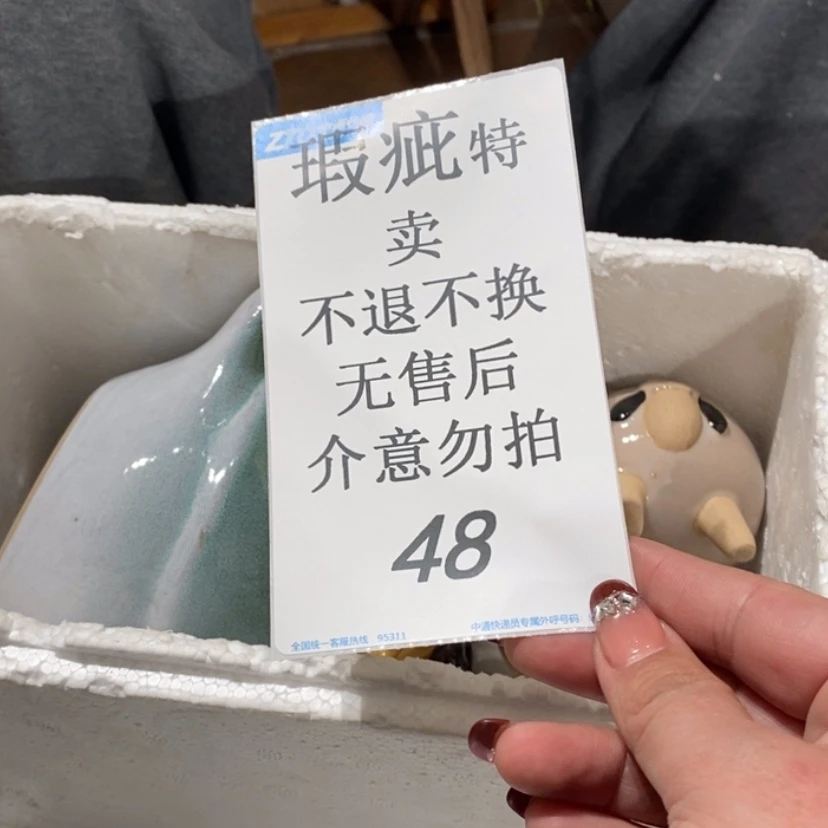 ZTO
瑕疵特
卖
不退不换
无售后
介意勿拍
48
全国统一客服热线 95311
中通快递员专属外呼号码